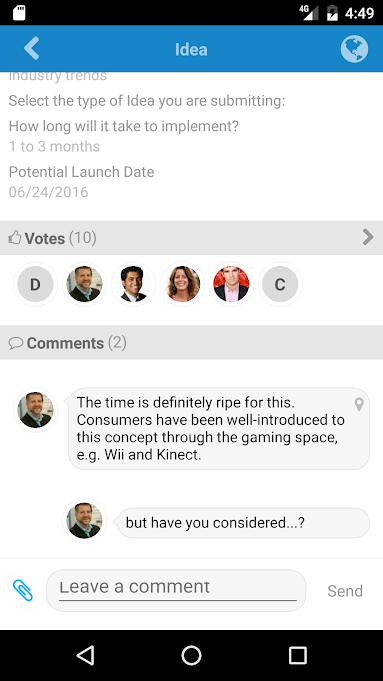 4G 4:49
Idea
Industry trends
Select the type of Idea you are submitting:
How long will it take to implement?
1 to 3 months
Potential Launch Date
06/24/2016
Votes (10)
D
C
Comments (2)
The time is definitely ripe for this.
Consumers have been well-introduced to
this concept through the gaming space,
e.g. Wii and Kinect.
but have you considered...?
Leave a comment
Send